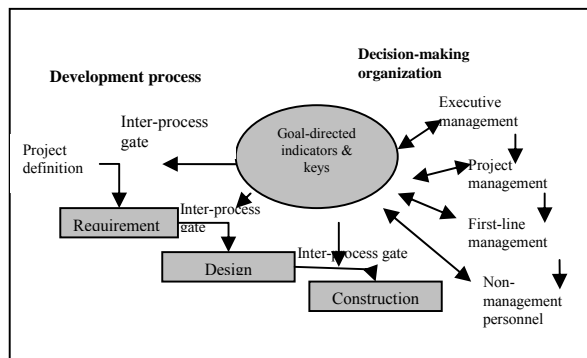 Decision-making
organization
Development process
Executive
management
Inter-process
gate
Goal-directed
indicators &
keys
Project
definition
Project
management
Inter-process
gate
Requirement
First-line
management
Inter-process gate
Design
Non-
management
personnel
Construction